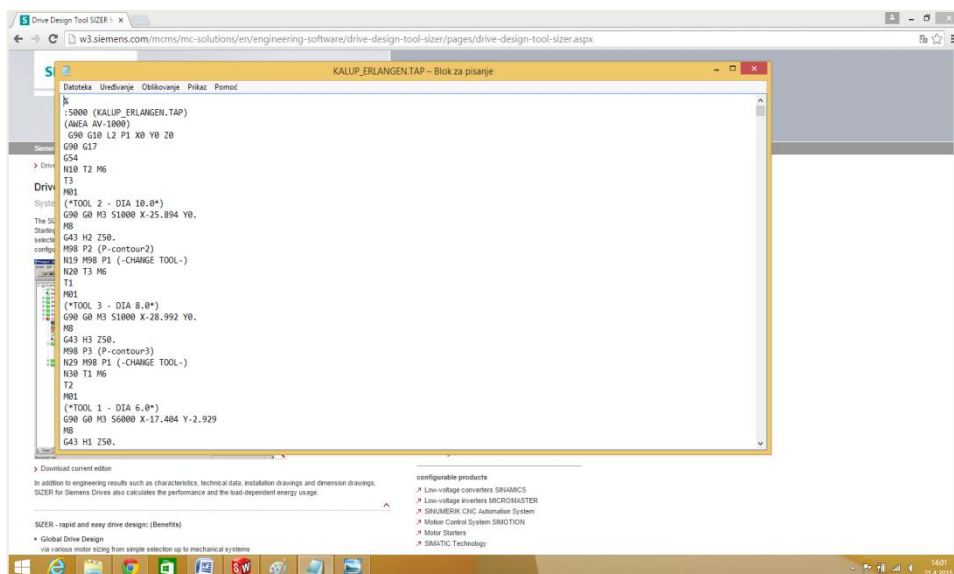 Drive Design Tool SIZER f
w3.siemens.com/mcms/mc-solutions/en/engineering-software/drive-design-tool-sizer/pages/drive-design-tool-sizer.aspx
KALUP_ERLANGEN.TAP – Blok za pisanje
Datoteka Uređivanje Oblikovanje Prikaz Pomoć
%
:5000 (KALUP_ERLANGEN.TAP)
(AWEA AV-1000)
G90 G10 L2 P1 X0 Y0 Z0
G90 G17
G54
N10 T2 M6
T3
M01
(*TOOL 2 - DIA 10.0*)
G90 G0 M3 S1000 X-25.894 Y0.
M8
G43 H2 Z50.
M98 P2 (P-contour2)
N19 M98 P1 (-CHANGE TOOL-)
N20 T3 M6
T1
M01
(*TOOL 3 - DIA 8.0*)
G90 G0 M3 S1000 X-28.992 Y0.
M8
G43 H3 Z50.
M98 P3 (P-contour3)
N29 M98 P1 (-CHANGE TOOL-)
N30 T1 M6
T2
M01
(*TOOL 1 - DIA 6.0*)
G90 G0 M3 S6000 X-17.404 Y-2.929
M8
G43 H1 Z50.
Download current editon
In addition to engineering results such as characteristics, technical data, installation drawings and dimension drawings,
SIZER for Siemens Drives also calculates the performance and the load-dependent energy usage.
SIZER - rapid and easy drive design: (Benefits)
Global Drive Design
via various motor sizing from simple selection up to mechanical systems
configurable products
Low-voltage converters SINAMICS
Low-voltage inverters MICROMASTER
SINUMERIK CNC Automation System
Motion Control System SIMOTION
Motor Starters
SIMATIC Technology
14:01
21.4.2015